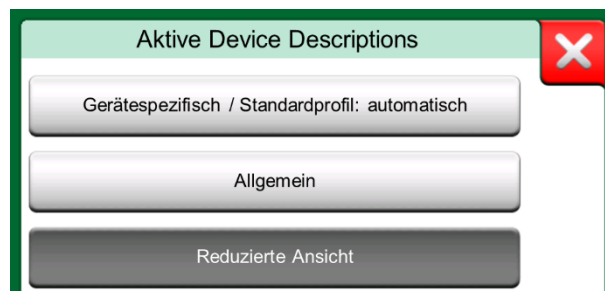 Aktive Device Descriptions
Gerätespezifisch / Standardprofil: automatisch
Allgemein
Reduzierte Ansicht